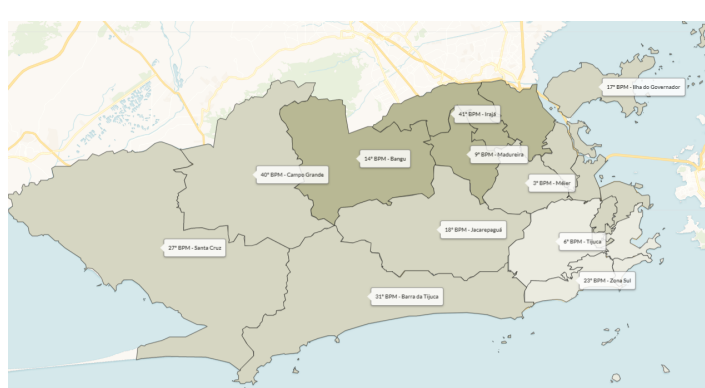 17º BPM - Ilha do Governador
41º BPM - Irajá
9º BPM - Madureira
14º BPM - Bangu
40º BPM - Campo Grande
3º BPM - Méier
18º BPM - Jacarepaguá
6º BPM - Tijuca
27º BPM - Santa Cruz
23º BPM - Zona Sul
31º BPM - Barra da Tijuca